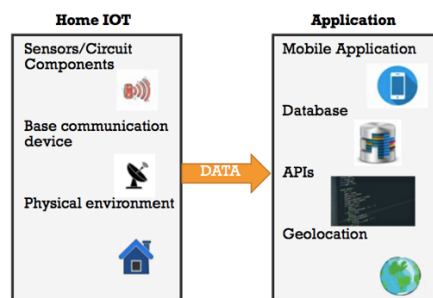 Home IOT
Sensors/Circuit
Components
Base communication
device
Physical environment
DATA
Application
Mobile Application
Database
APIs
Geolocation